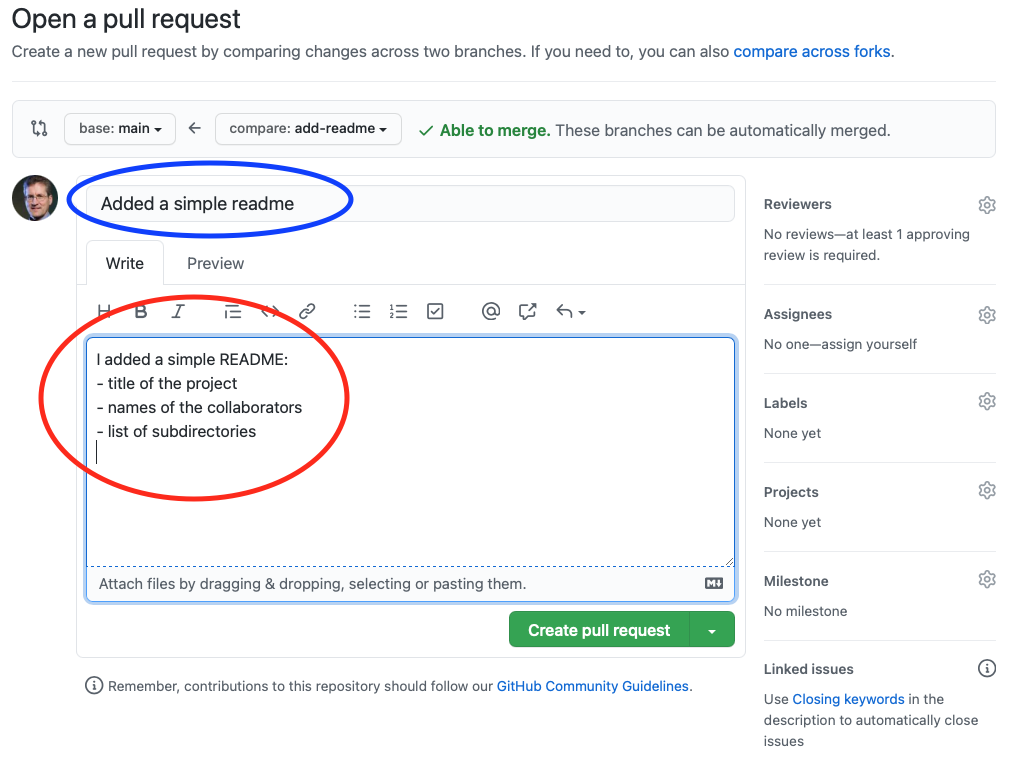 Open a pull request
Create a new pull request by comparing changes across two branches. If you need to, you can also compare across forks.
base: main
compare: add-readme
Able to merge. These branches can be automatically merged.
Added a simple readme
Write
Preview
H B I
I added a simple README:
- title of the project
- names of the collaborators
- list of subdirectories
Attach files by dragging & dropping, selecting or pasting them.
Create pull request
Remember, contributions to this repository should follow our GitHub Community Guidelines.
Reviewers
No reviews—at least 1 approving
review is required.
Assignees
No one—assign yourself
Labels
None yet
Projects
None yet
Milestone
No milestone
Linked issues
Use Closing keywords in the
description to automatically close
issues